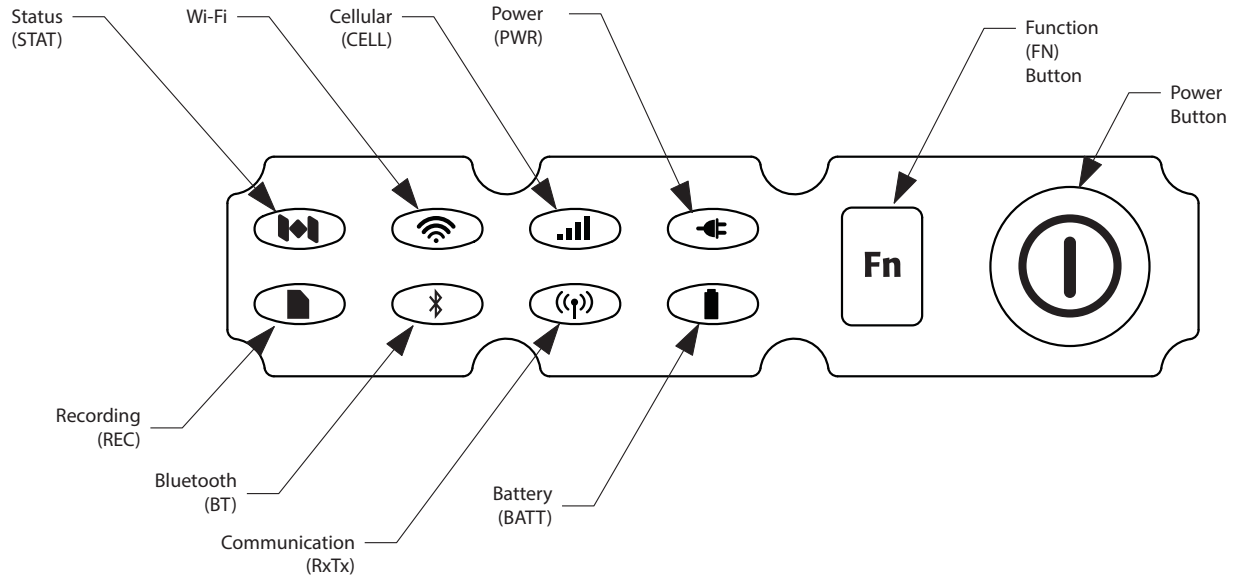 Status
(STAT)
Wi-Fi
Cellular
(CELL)
Power
(PWR)
Function
(FN)
Button
Power
Button
Fn
Recording
(REC)
Bluetooth
(BT)
Communication
(RxTx)
Battery
(BATT)